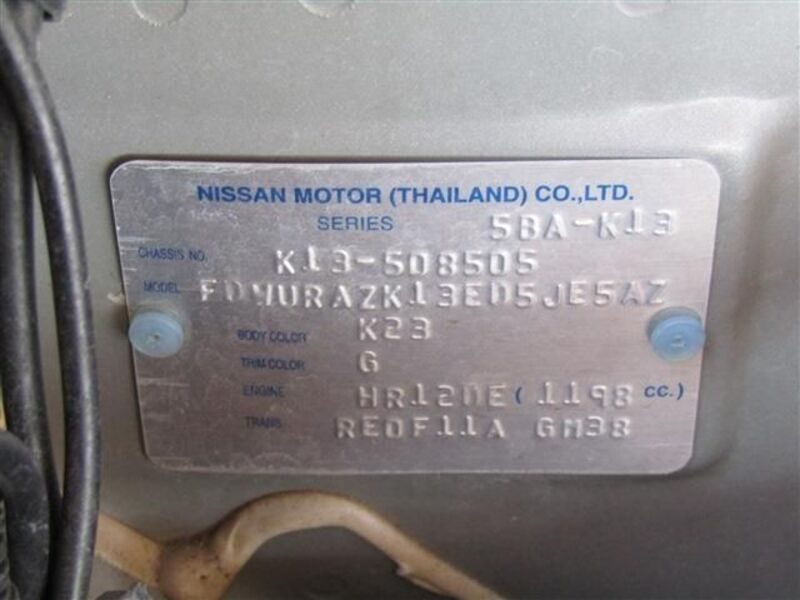 NISSAN MOTOR (THAILAND) CO.,LTD.
SERIES 5BA-K13
CHASSIS NO. K13-508505
MODEL FDYURAZK13ED5JE5AZ
BODY COLOR K23
TRIM COLOR G
ENGINE HR12DE ( 1198 CC.)
TRANS RE0F11A GM38